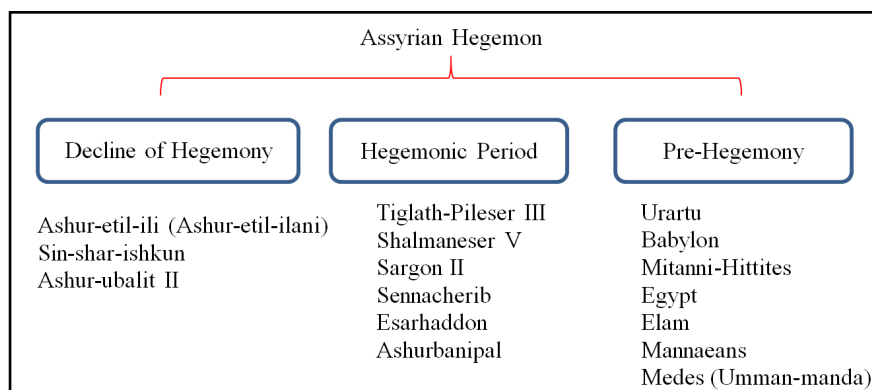 Assyrian Hegemon
Decline of Hegemony
Ashur-etil-ili (Ashur-etil-ilani)
Sin-shar-ishkun
Ashur-ubalit II
Hegemonic Period
Tiglath-Pileser III
Shalmaneser V
Sargon II
Sennacherib
Esarhaddon
Ashurbanipal
Pre-Hegemony
Urartu
Babylon
Mitanni-Hittites
Egypt
Elam
Mannaeans
Medes (Umman-manda)